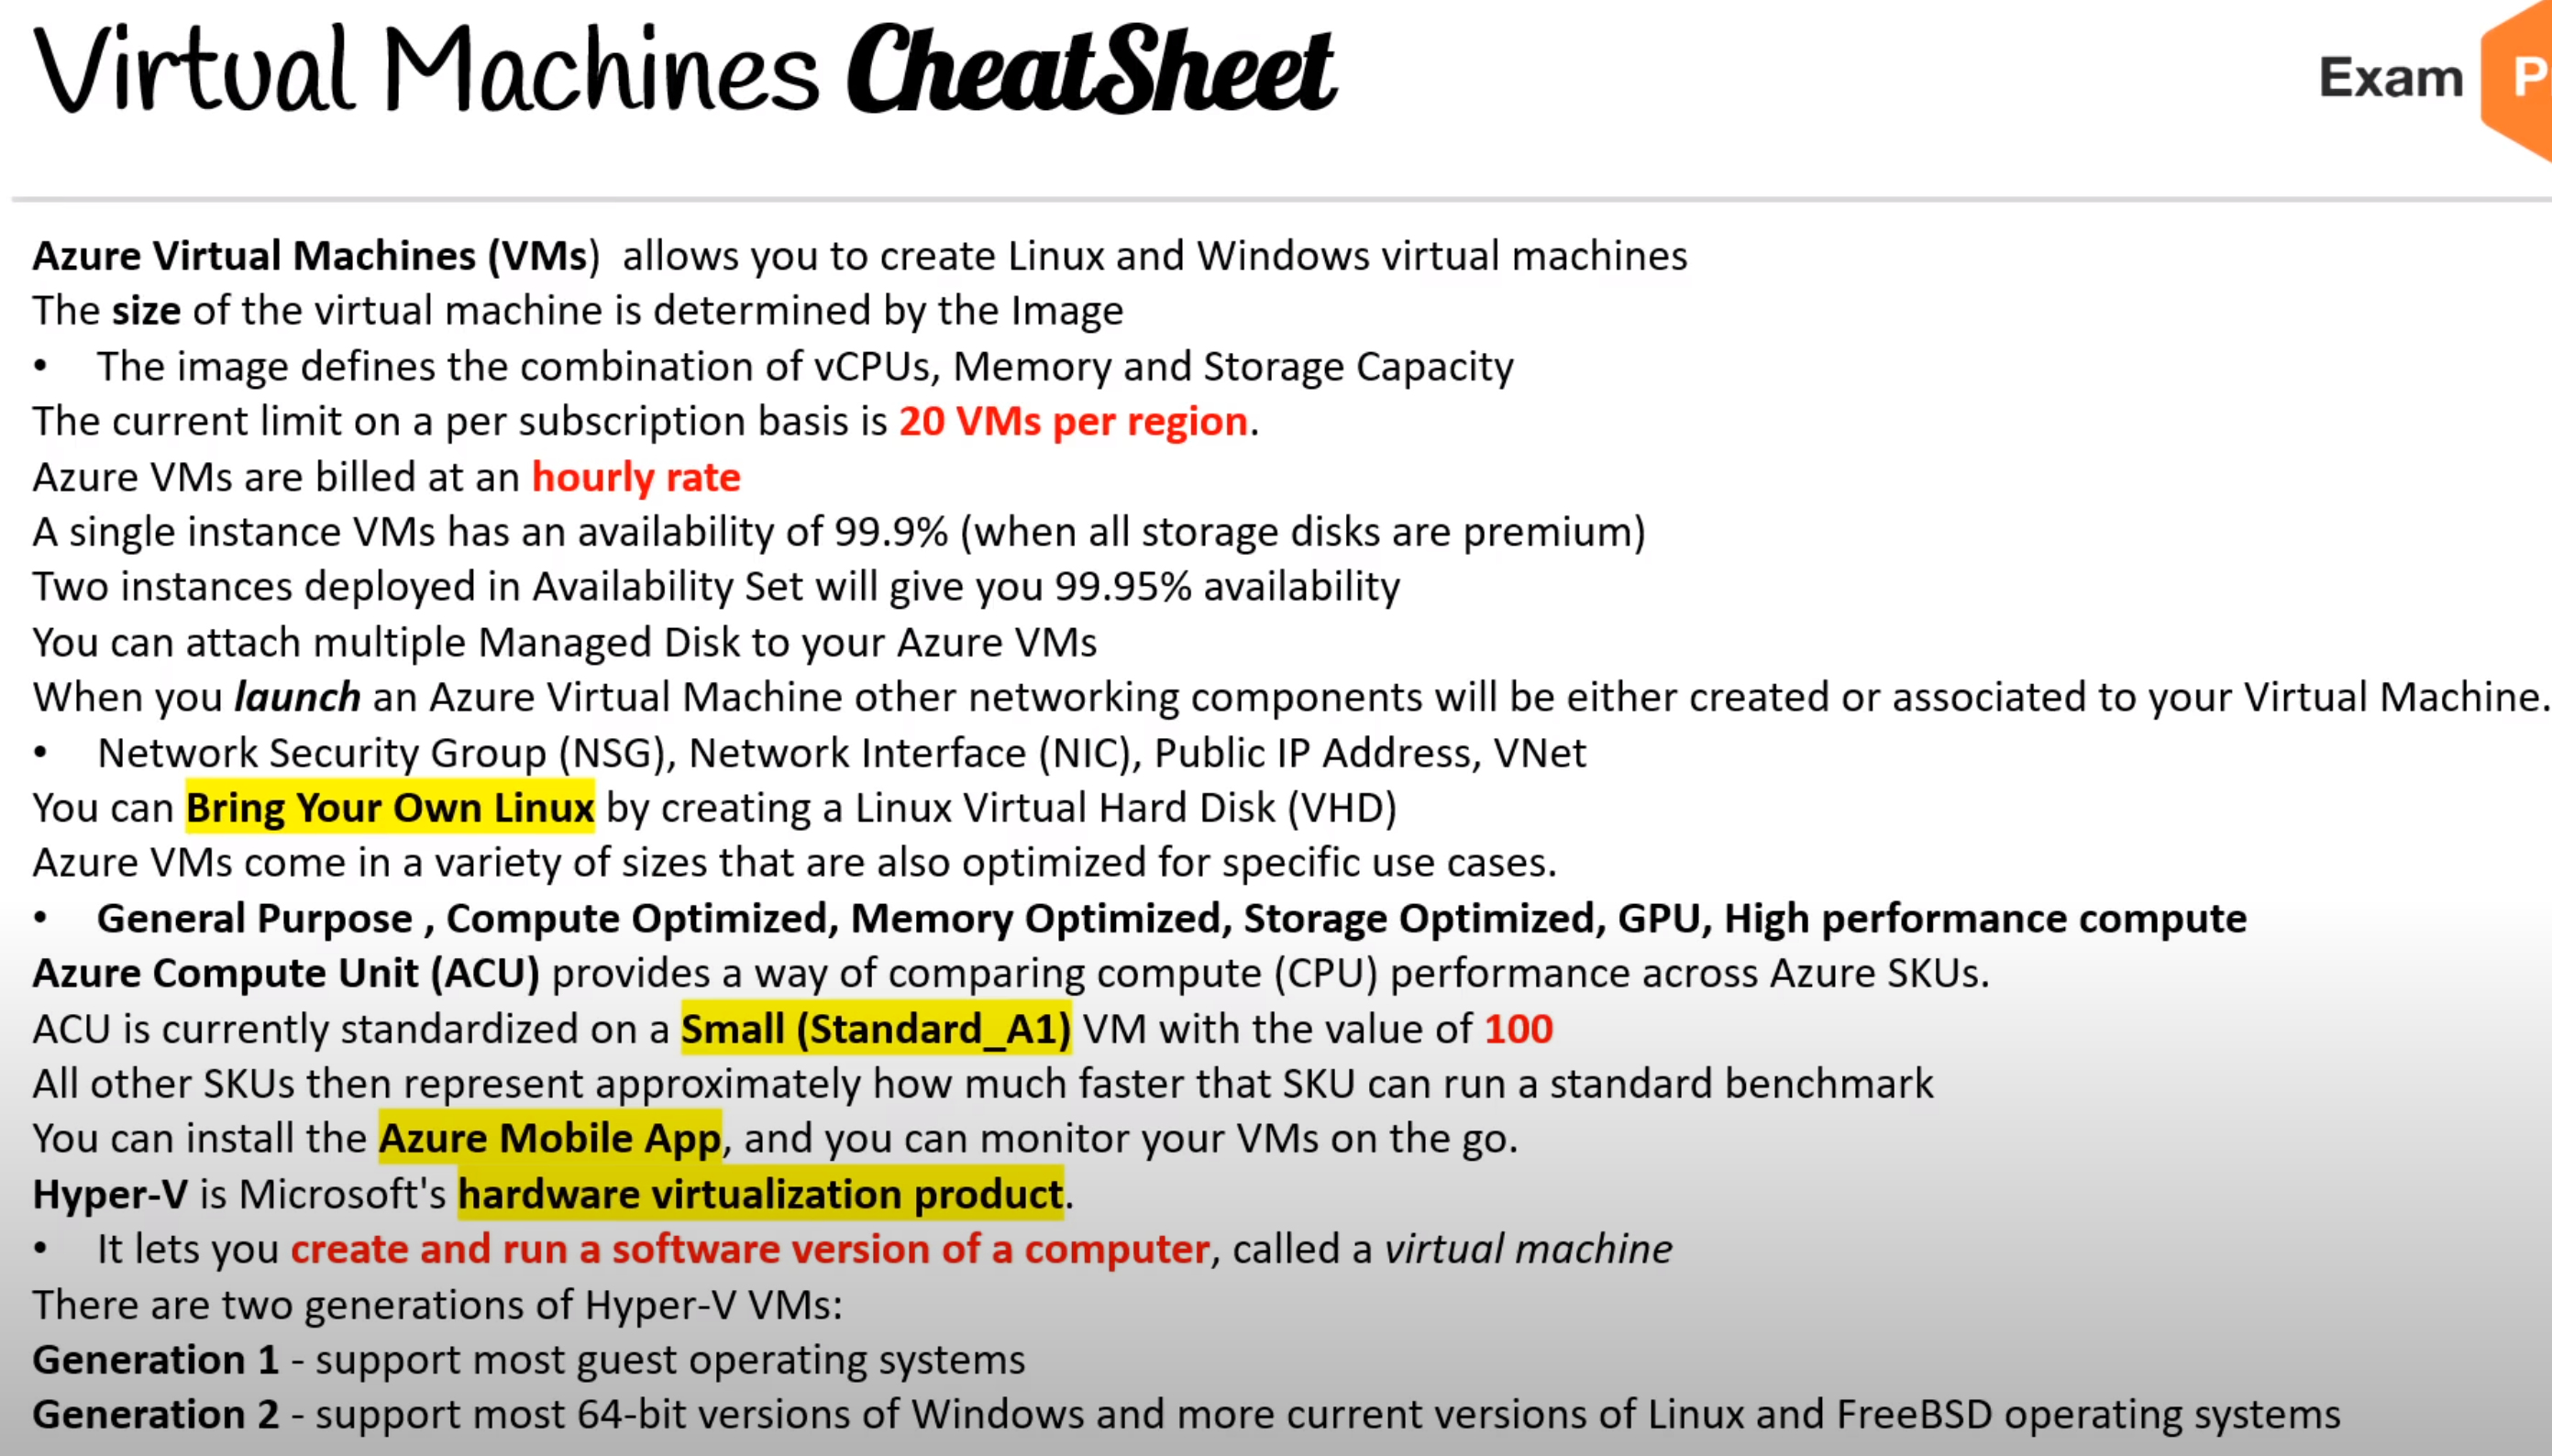 Virtual Machines CheatSheet
Exam P
Azure Virtual Machines (VMs) allows you to create Linux and Windows virtual machines
The size of the virtual machine is determined by the Image
• The image defines the combination of vCPUs, Memory and Storage Capacity
The current limit on a per subscription basis is 20 VMs per region.
Azure VMs are billed at an hourly rate
A single instance VMs has an availability of 99.9% (when all storage disks are premium)
Two instances deployed in Availability Set will give you 99.95% availability
You can attach multiple Managed Disk to your Azure VMs
When you launch an Azure Virtual Machine other networking components will be either created or associated to your Virtual Machine.
• Network Security Group (NSG), Network Interface (NIC), Public IP Address, VNet
You can Bring Your Own Linux by creating a Linux Virtual Hard Disk (VHD)
Azure VMs come in a variety of sizes that are also optimized for specific use cases.
• General Purpose , Compute Optimized, Memory Optimized, Storage Optimized, GPU, High performance compute
Azure Compute Unit (ACU) provides a way of comparing compute (CPU) performance across Azure SKUs.
ACU is currently standardized on a Small (Standard_A1) VM with the value of 100
All other SKUs then represent approximately how much faster that SKU can run a standard benchmark
You can install the Azure Mobile App, and you can monitor your VMs on the go.
Hyper-V is Microsoft's hardware virtualization product.
• It lets you create and run a software version of a computer, called a virtual machine
There are two generations of Hyper-V VMs:
Generation 1 - support most guest operating systems
Generation 2 - support most 64-bit versions of Windows and more current versions of Linux and FreeBSD operating systems